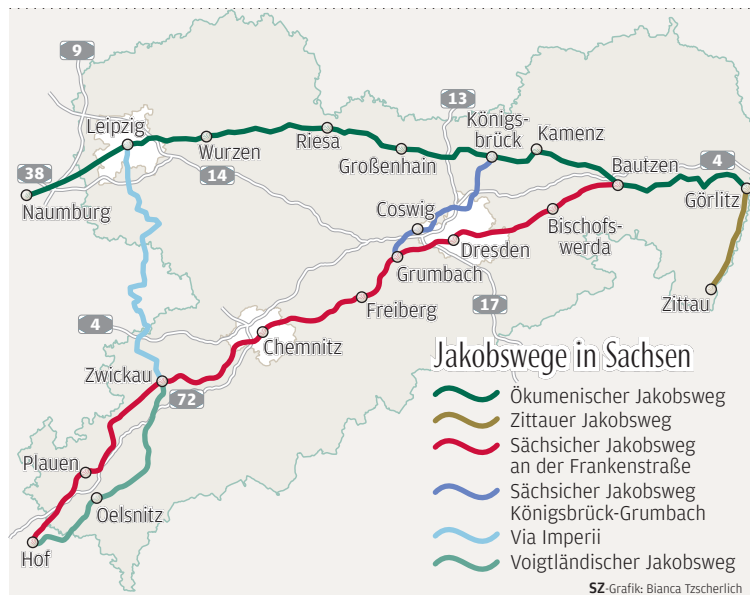 9
13
Leipzig
Königs-
brück
Kamenz
Riesa
Wurzen
Großenhain
Bautzen
4
38
14
Naumburg
Görlitz
Coswig
Bischofs-
werda
Dresden
Grumbach
Zittau
17
Freiberg
4
Chemnitz
Zwickau
72
Plauen
Oelsnitz
Hof
Jakobswege in Sachsen
Ökumenischer Jakobsweg
Zittauer Jakobsweg
Sächsicher Jakobsweg
an der Frankenstraße
Sächsicher Jakobsweg
Königsbrück-Grumbach
Via Imperii
Voigtländischer Jakobsweg
SZ-Grafik: Bianca Tzscherlich